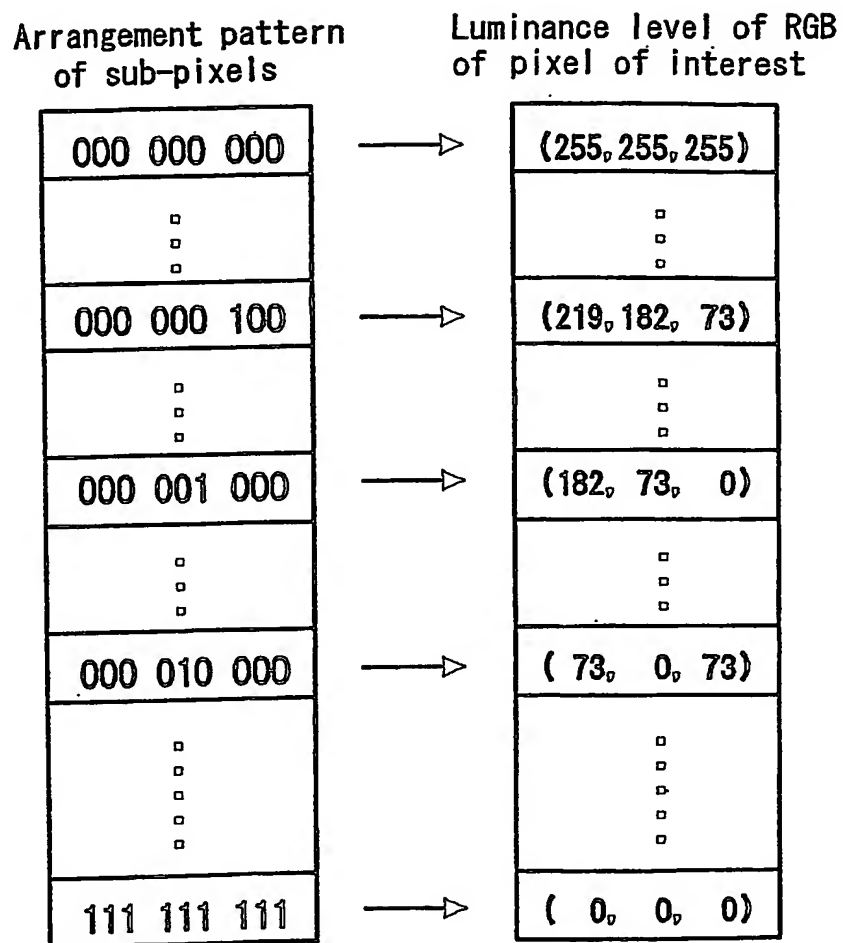 Arrangement pattern
of sub-pixels
Luminance level of RGB
of pixel of interest
000 000 000
(255, 255, 255)
000 000 100
(219, 182, 73)
000 001 000
(182, 73, 0)
000 010 000
( 73, 0, 73)
111 111 111
( 0, 0, 0)